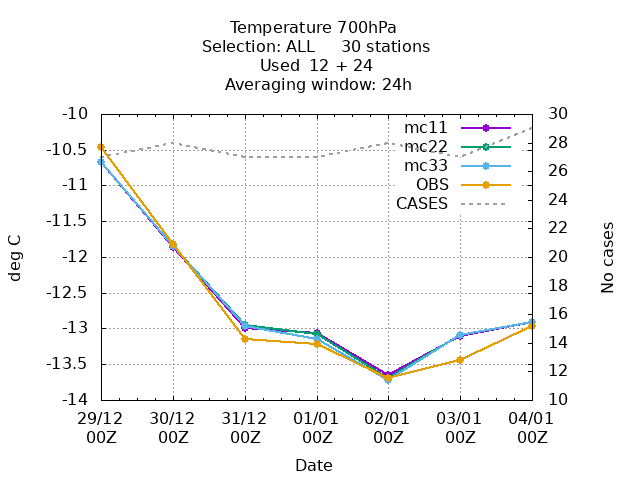 Temperature 700hPa
Selection: ALL 30 stations
Used 12 + 24
Averaging window: 24h
-10
-10.5
-11
-11.5
-12
-12.5
-13
-13.5
-14
deg C
30
28
26
24
22
20
18
16
14
12
10
No cases
mc11
mc22
mc33
OBS
CASES
29/12 30/12 31/12 01/01 02/01 03/01 04/01
00Z 00Z 00Z 00Z 00Z 00Z 00Z
Date